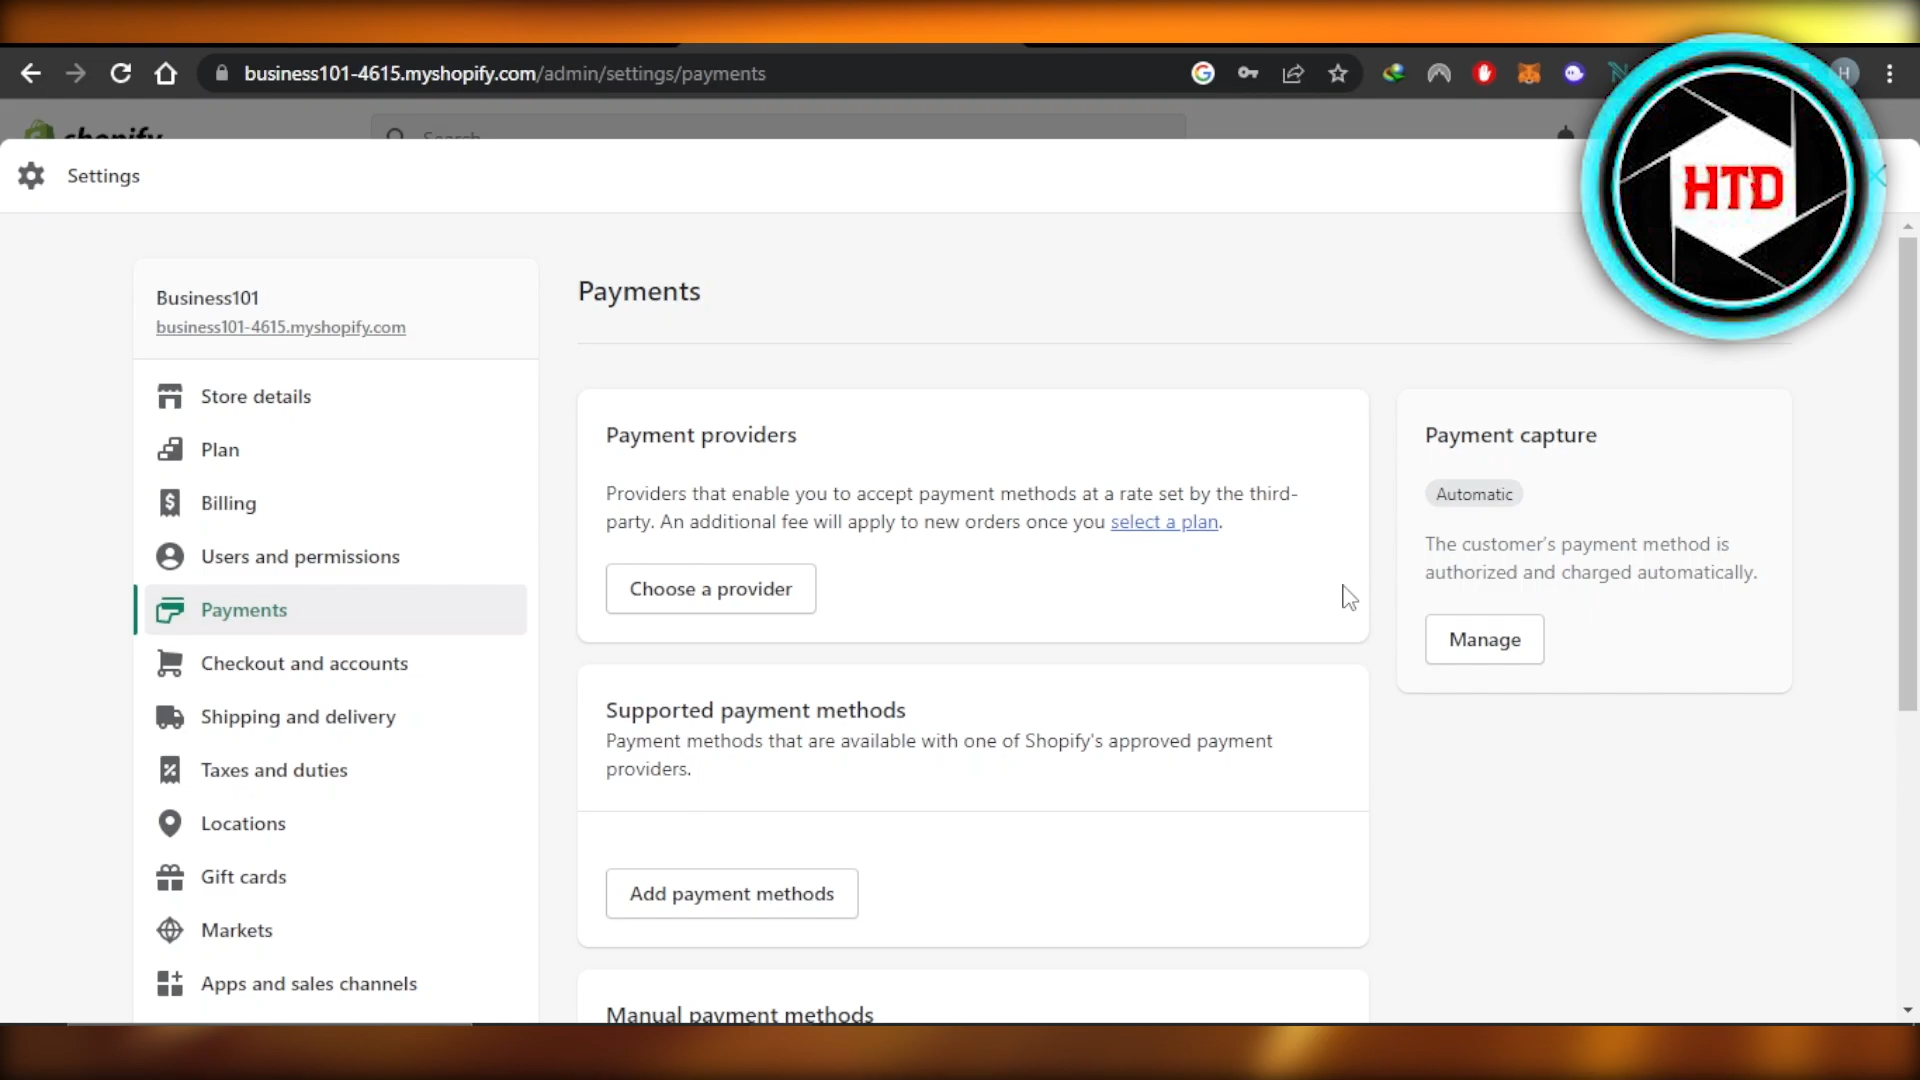 business101-4615.myshopify.com/admin/settings/payments
H
shopify
Search
Settings
HTD
Business101
business101-4615.myshopify.com
Store details
Plan
Billing
Users and permissions
Payments
Checkout and accounts
Shipping and delivery
Taxes and duties
Locations
Gift cards
Markets
Apps and sales channels
Payments
Payment providers
Providers that enable you to accept payment methods at a rate set by the third-
party. An additional fee will apply to new orders once you select a plan.
Choose a provider
Supported payment methods
Payment methods that are available with one of Shopify's approved payment
providers.
Add payment methods
Manual payment methods
Payment capture
Automatic
The customer's payment method is
authorized and charged automatically.
Manage